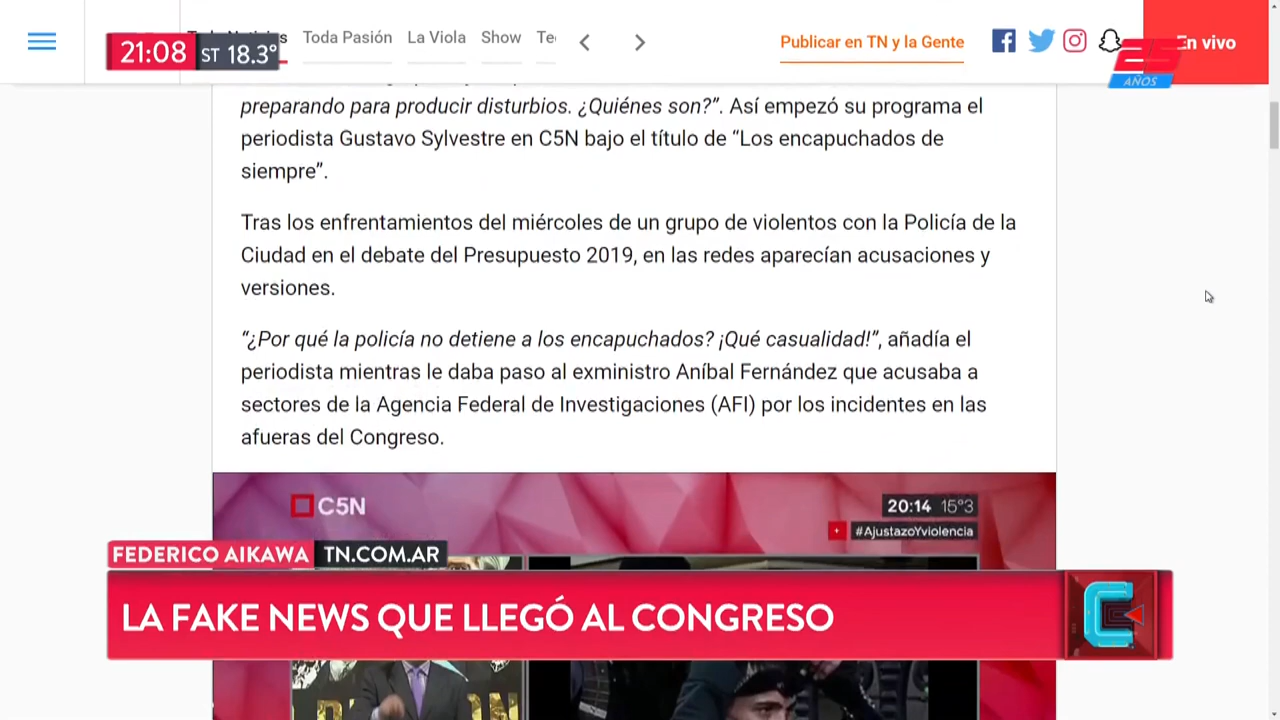 21:08 ST 18.3°
Toda Pasión La Viola Show Te
Publicar en TN y la Gente
En vivo
25
AÑOS
preparando para producir disturbios. ¿Quiénes son?”. Así empezó su programa el
periodista Gustavo Sylvestre en C5N bajo el título de “Los encapuchados de
siempre”.
Tras los enfrentamientos del miércoles de un grupo de violentos con la Policía de la
Ciudad en el debate del Presupuesto 2019, en las redes aparecían acusaciones y
versiones.
“¿Por qué la policía no detiene a los encapuchados? ¡Qué casualidad!”, añadía el
periodista mientras le daba paso al exministro Aníbal Fernández que acusaba a
sectores de la Agencia Federal de Investigaciones (AFI) por los incidentes en las
afueras del Congreso.
C5N
20:14 15°3
#AjustazoYviolencia
FEDERICO AIKAWA TN.COM.AR
LA FAKE NEWS QUE LLEGÓ AL CONGRESO